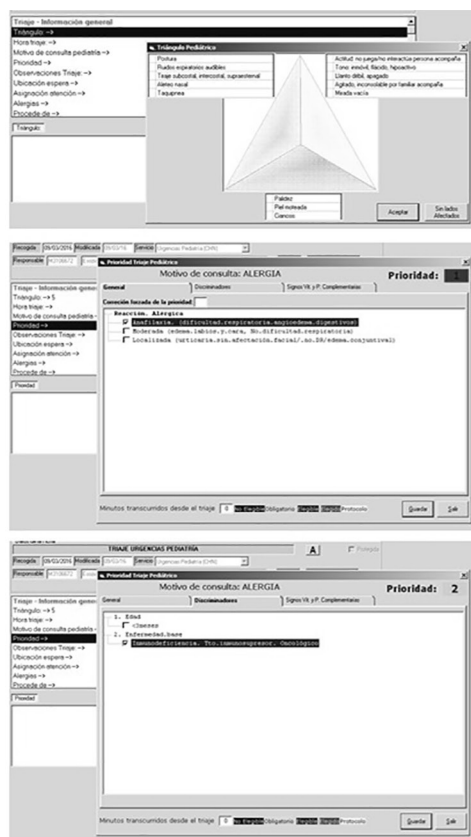 Triaje - Información general
Triángulo: ->
Hora triaje: ->
Motivo de consulta pediatría: ->
Prioridad: ->
Observaciones Triaje: ->
Ubicación espera: ->
Asignación atención: ->
Alergias ->
Procede de ->
Triángulo:
Triángulo Pediátrico
Postura
Ruidos respiratorios audibles
Tiraje subcostal, intercostal, supraesternal
Aleteo nasal
Taquipnea
Actitud: no juega/no interactúa persona acompaña
Tono: inmóvil, flácido, hipoactivo
Llanto débil, apagado
Agitado, inconsolable por familiar acompaña
Mirada vacía
Palidez
Piel moteada
Cianosis
Aceptar
Sin lados Afectados
Recogida 09/03/2016 Modificada 09/03/16 Servicio Urgencias Pediatría (CHN)
Responsable
Triaje - Información gener
Triángulo: -> 5
Hora triaje: ->
Motivo de consulta pediatría -
Prioridad ->
Observaciones Triaje: ->
Ubicación espera: ->
Asignación atención: ->
Alergias ->
Procede de ->
Prioridad
Prioridad Triaje Pediátrico
Motivo de consulta: ALERGIA
Prioridad: 1
General Discriminadores Signos Vit. y P. Complementarias
Corrección forzada de la prioridad:
Reacción. Alergica
Anafilaxia. (dificultad.respiratoria.angioedema.digestivos)
Moderada (edema.labios.y.cara, No.dificultad.respiratoria)
Localizada (urticaria.sin.afectación.facial/.no.DR/edema.conjuntival)
Minutos transcurridos desde el triaje 0 No Elegible Obligatorio Elegible Elegido Protocolo
Guardar
Salir
TRIAJE URGENCIAS PEDIATRÍA
A
Recogida 09/03/2016 Modificada 09/03/16 Servicio Urgencias Pediatría (CHN)
Responsable
Triaje - Información gener
Triángulo: -> 5
Hora triaje: ->
Motivo de consulta pediatría -
Prioridad ->
Observaciones Triaje: ->
Ubicación espera: ->
Asignación atención: ->
Alergias ->
Procede de ->
Prioridad
Prioridad Triaje Pediátrico
Motivo de consulta: ALERGIA
Prioridad: 2
General Discriminadores Signos Vit. y P. Complementarias
1. Edad
<3meses
2. Enfermedad.base
Inmunodeficiencia. Tto.inmunosupresor. Oncológico
Minutos transcurridos desde el triaje 0 No Elegible Obligatorio Elegible Elegido Protocolo
Guardar
Salir